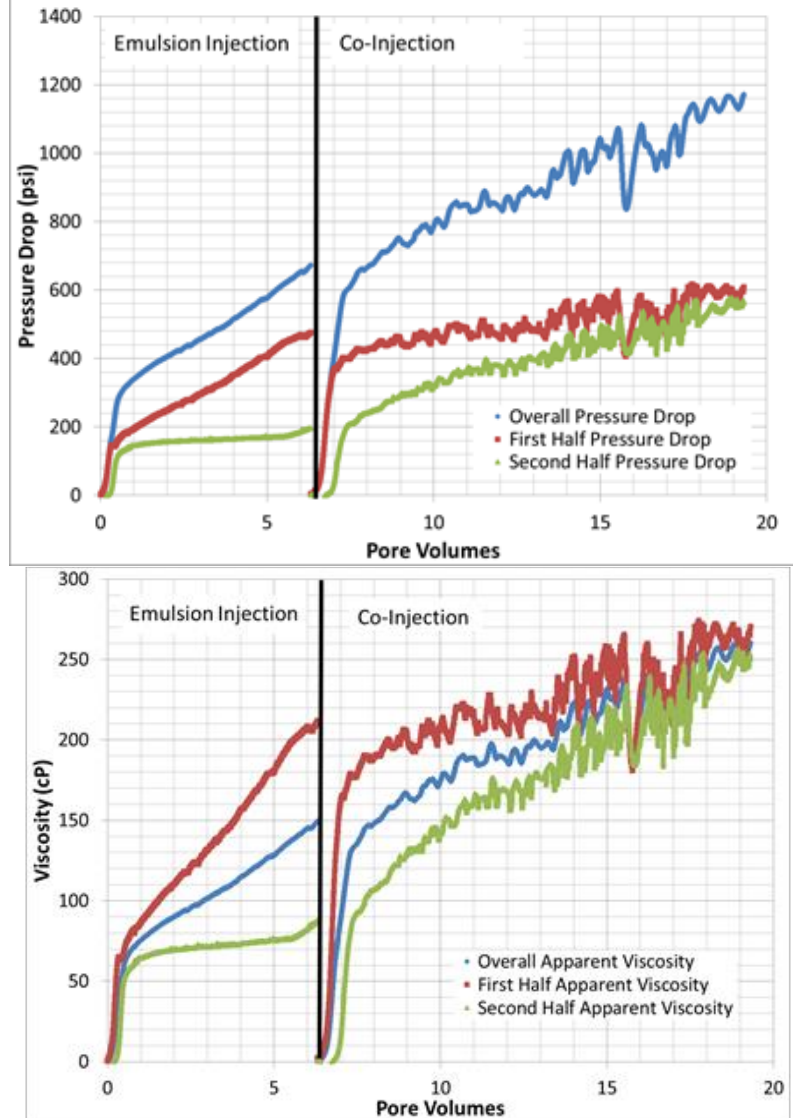 1400
1200
1000
800
600
400
200
0
Pressure Drop (psi)
Emulsion Injection
Co-Injection
Overall Pressure Drop
First Half Pressure Drop
Second Half Pressure Drop
0 5 10 15 20
Pore Volumes
300
250
200
150
100
50
0
Viscosity (cP)
Emulsion Injection
Co-Injection
Overall Apparent Viscosity
First Half Apparent Viscosity
Second Half Apparent Viscosity
0 5 10 15 20
Pore Volumes